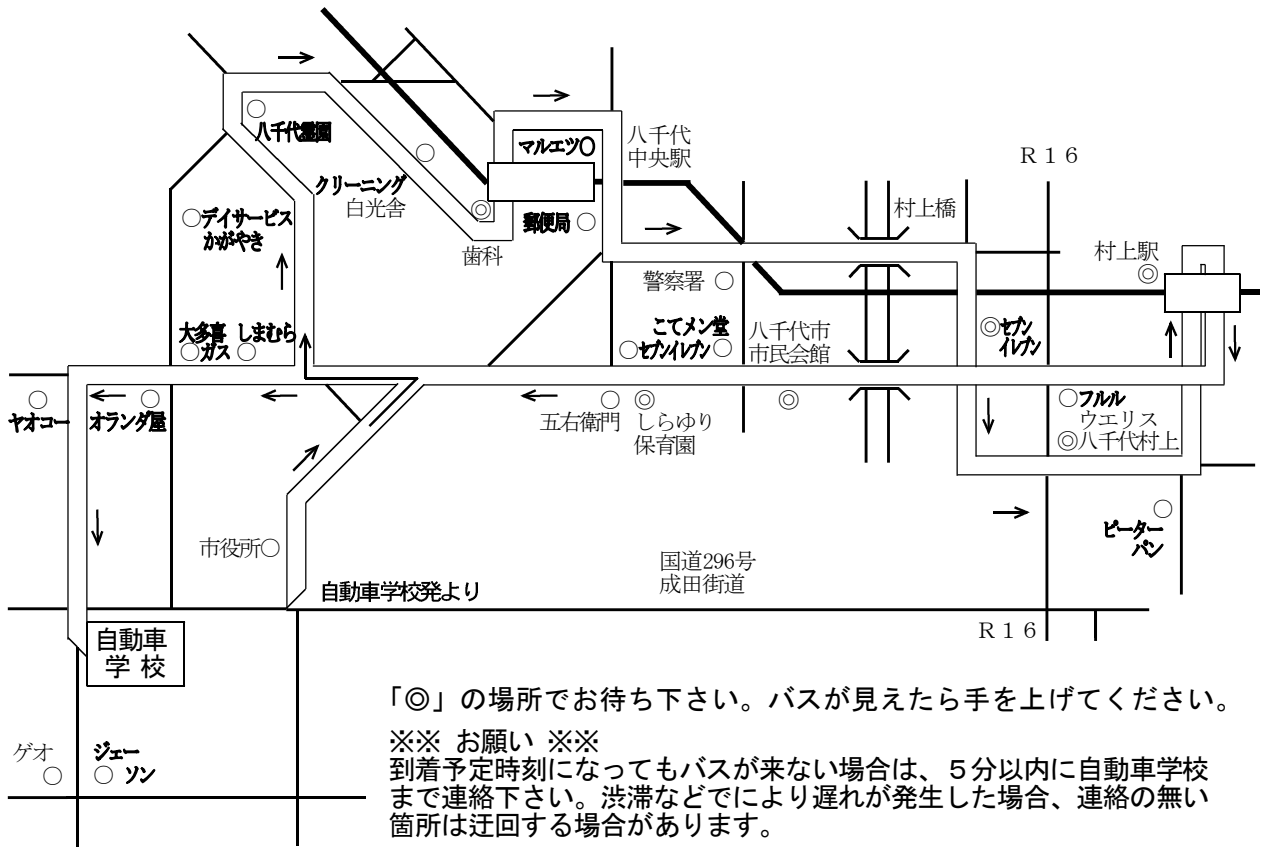 八千代霊園
マルエツ○
八千代
中央駅
R16
クリーニング
白光舎
○デイサービス
かがやき
歯科
郵便局○
村上橋
村上駅
◎
警察署○
大多喜 しまむら
○ガス○
こてメン堂
○セブンイレブン○
八千代市
市民会館
◎セブン
イレブン
○
ヤオコー
○
オランダ屋
○ ◎
五右衛門 しらゆり
保育園
◎
○フルル
ウエリス
◎八千代村上
○
ピーター
パン
市役所○
国道296号
成田街道
自動車学校発より
R16
自動車
学校
「◎」の場所でお待ち下さい。バスが見えたら手を上げてください。
※※ お願い ※※
到着予定時刻になってもバスが来ない場合は、5分以内に自動車学校
まで連絡下さい。渋滞などでにより遅れが発生した場合、連絡の無い
箇所は迂回する場合があります。
ゲオ
○
ジェー
○ ソン